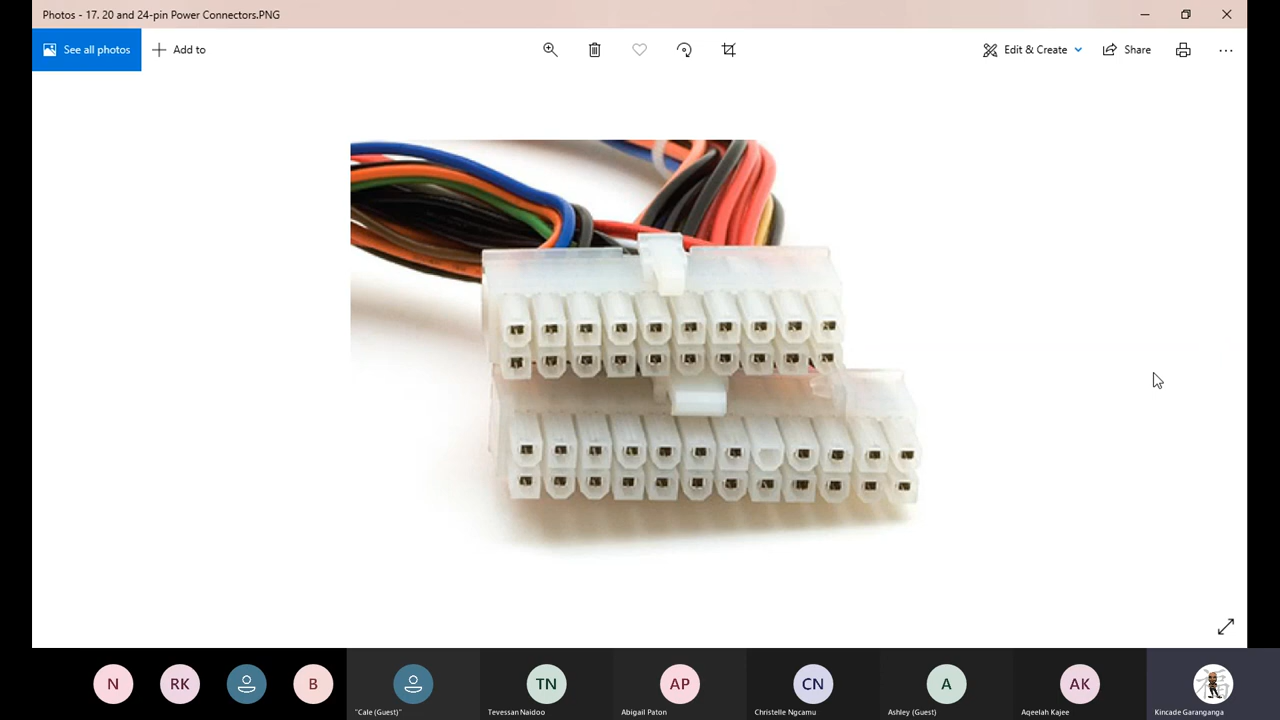 Photos - 17. 20 and 24-pin Power Connectors.PNG
See all photos
Add to
Edit & Create
Share
N
RK
B
TN
AP
CN
A
AK
福
"Cale (Guest)"
Tevessan Naidoo
Abigail Paton
Christelle Ngcamu
Ashley (Guest)
Aqeelah Kajee
Kincade Garanganga